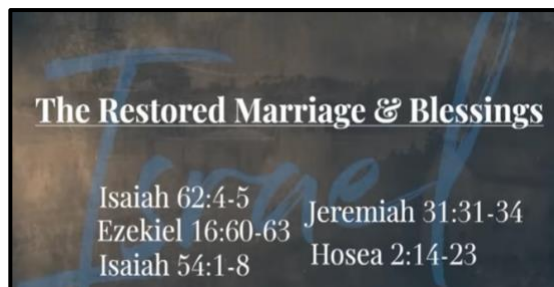 Israel
The Restored Marriage & Blessings
Isaiah 62:4-5
Ezekiel 16:60-63
Isaiah 54:1-8
Jeremiah 31:31-34
Hosea 2:14-23